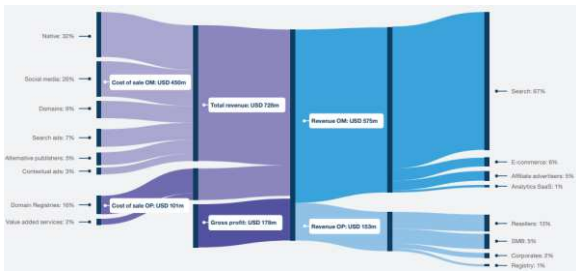 Native: 32%
Social media: 20%
Cost of sale OM: USD 450m
Domains: 9%
Total revenue: USD 728m
Revenue OM: USD 575m
Search: 67%
Search ads: 7%
Alternative publishers: 3%
Contextual ads: 3%
E-commerce: 6%
Affiliate advertisers: 5%
Analytics SaaS: 1%
Domain Registries: 16%
Cost of sale OP: USD 101m
Value added services: 2%
Gross profit: USD 178m
Revenue OP: USD 153m
Resellers: 13%
SMB: 5%
Corporates: 2%
Registry: 1%